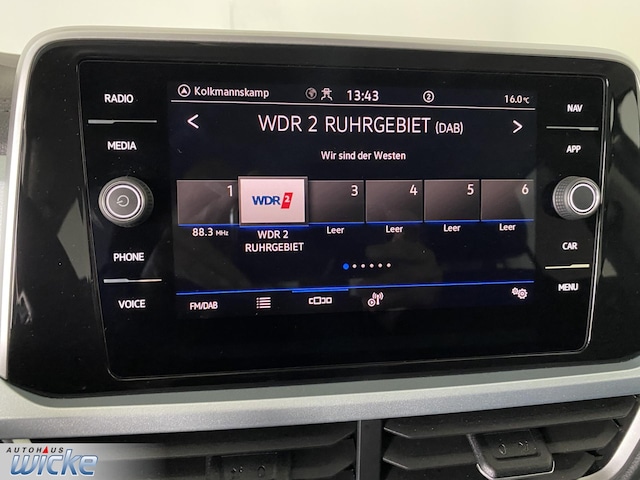 RADIO
MEDIA
PHONE
VOICE
Kolkmannskamp 13:43 2 16.0°C
< WDR 2 RUHRGEBIET (DAB) >
Wir sind der Westen
1 WDR 2 3 4 5 6
88.3 MHz WDR 2 RUHRGEBIET Leer Leer Leer Leer
FM/DAB
NAV
APP
CAR
MENU
AUTOHAUS
WICKE